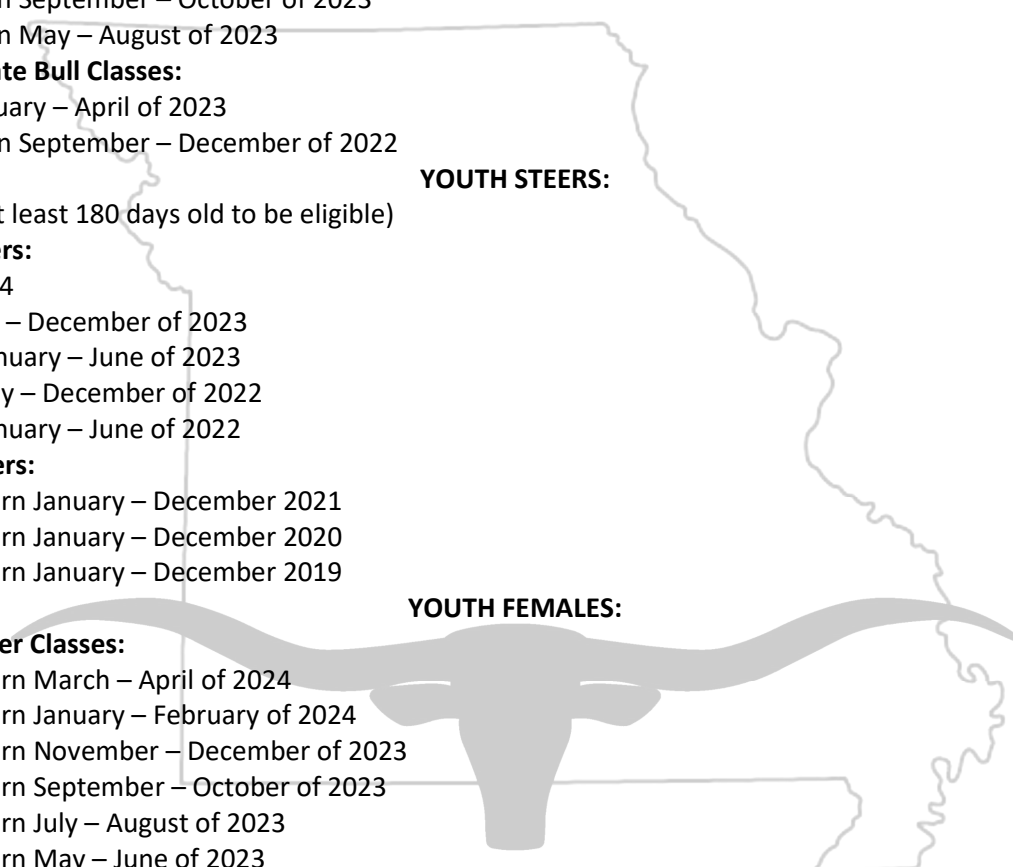 n September – October of 2023
n May – August of 2023
te Bull Classes:
uary – April of 2023
n September – December of 2022
YOUTH STEERS:
t least 180 days old to be eligible)
ers:
4
– December of 2023
nuary – June of 2023
y – December of 2022
nuary – June of 2022
ers:
rn January – December 2021
rn January – December 2020
rn January – December 2019
YOUTH FEMALES:
er Classes:
rn March – April of 2024
rn January – February of 2024
rn November – December of 2023
rn September – October of 2023
rn July – August of 2023
rn May – June of 2023